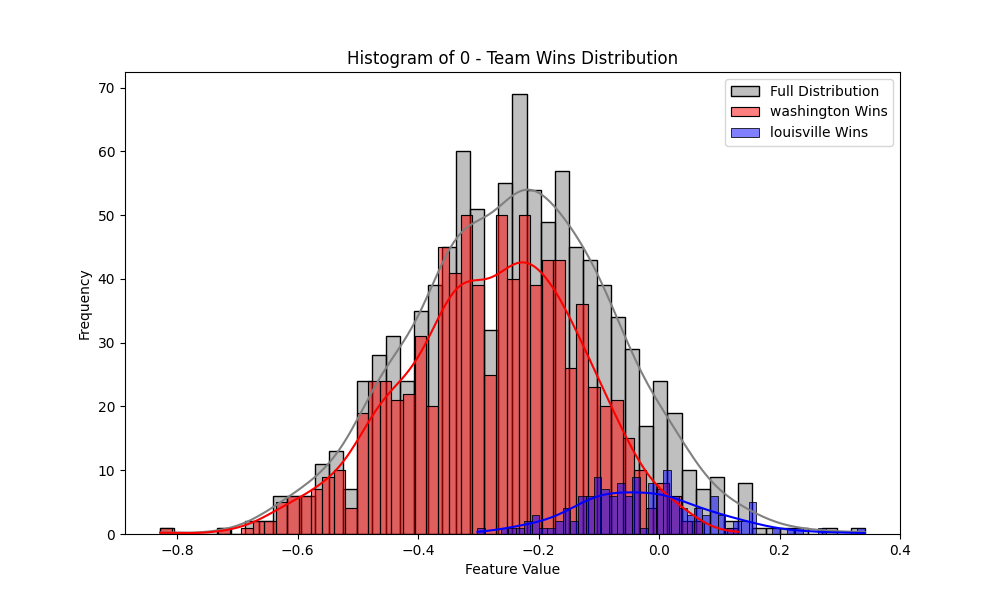 Histogram of 0 - Team Wins Distribution
Full Distribution
washington Wins
louisville Wins
Frequency
70
60
50
40
30
20
10
0
−0.8 −0.6 −0.4 −0.2 0.0 0.2 0.4
Feature Value